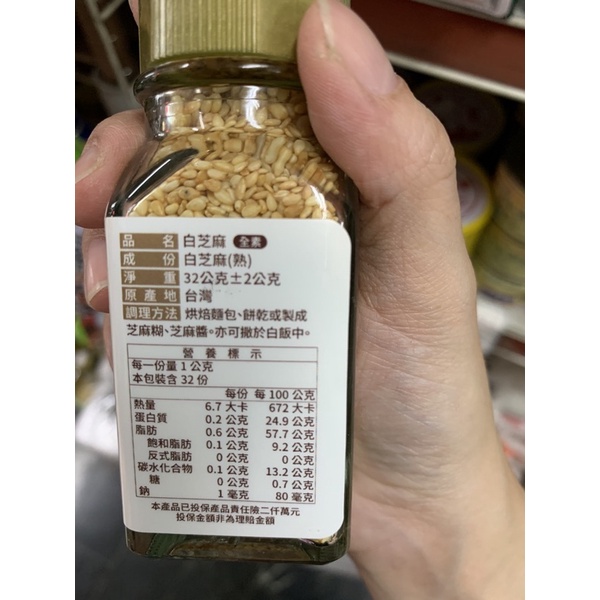 品名 白芝麻 全素
成份 白芝麻(熟)
淨重 32公克±2公克
原產地 台灣
調理方法 烘焙麵包、餅乾或製成
芝麻糊、芝麻醬。亦可撒於白飯中。
營養標示
每一份量 1 公克
本包裝含 32 份
每份 每 100 公克
熱量 6.7 大卡 672 大卡
蛋白質 0.2 公克 24.9 公克
脂肪 0.6 公克 57.7 公克
飽和脂肪 0.1 公克 9.2 公克
反式脂肪 0 公克 0 公克
碳水化合物 0.1 公克 13.2 公克
糖 0 公克 0.7 公克
鈉 1 毫克 80 毫克
本產品已投保產品責任險二仟萬元
投保金額非為理賠金額